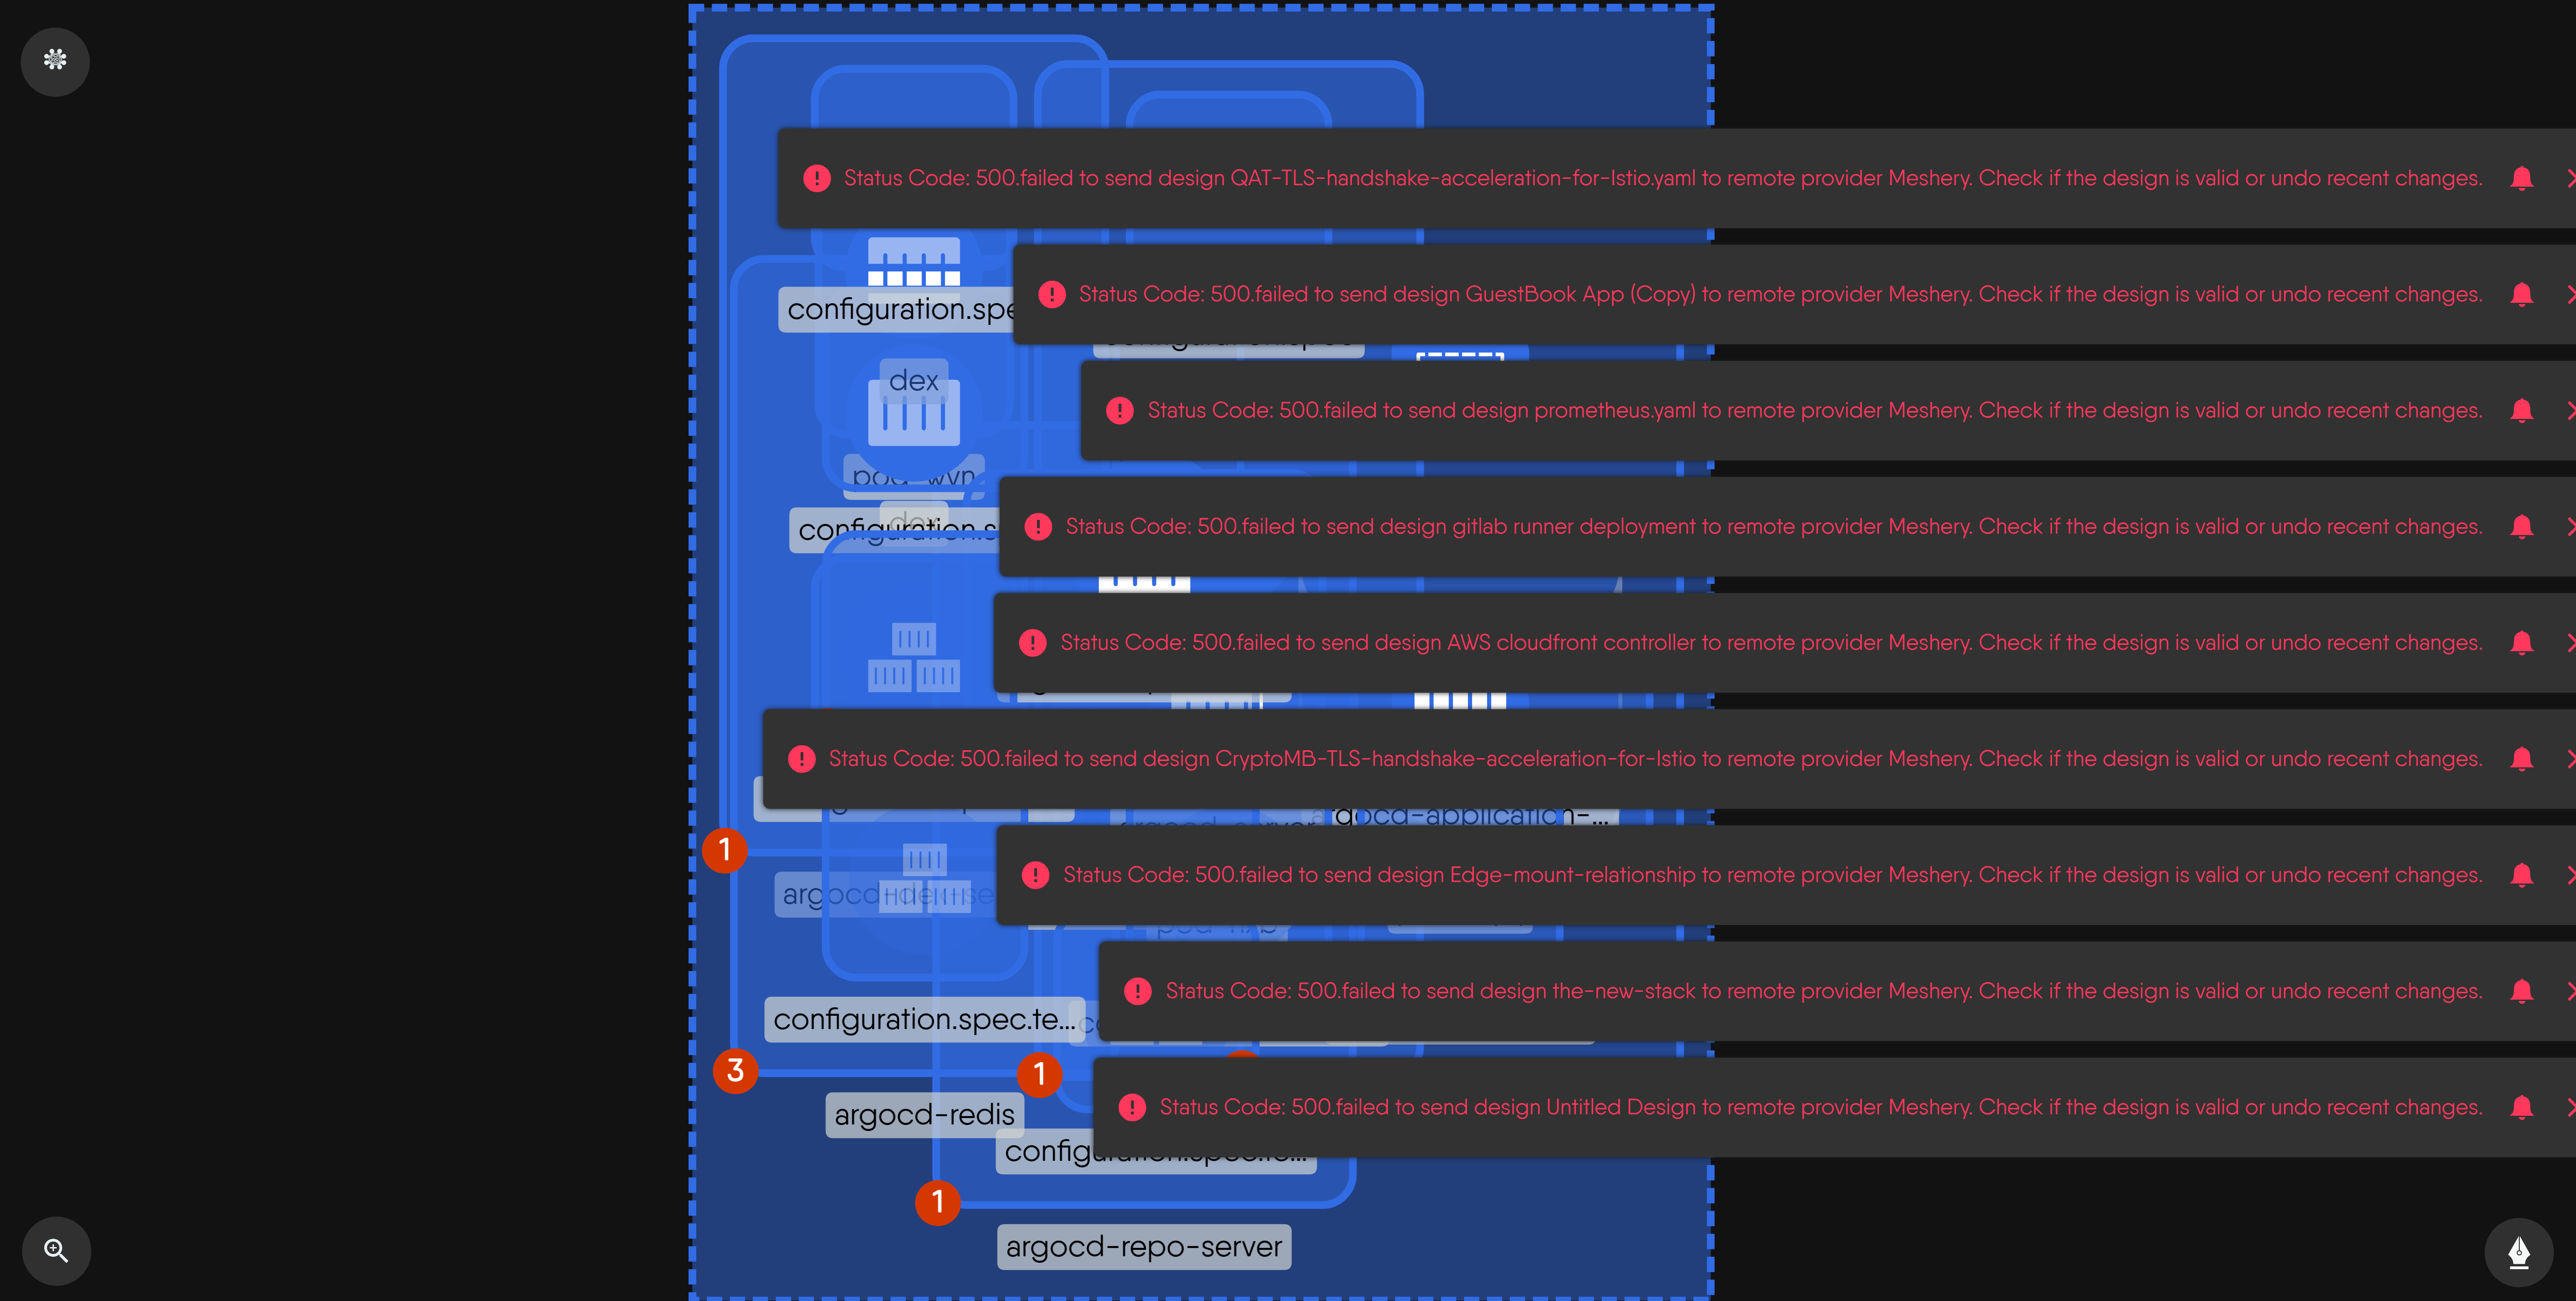 Status Code: 500.failed to send design QAT-TLS-handshake-acceleration-for-Istio.yaml to remote provider Meshery. Check if the design is valid or undo recent changes.
Status Code: 500.failed to send design GuestBook App (Copy) to remote provider Meshery. Check if the design is valid or undo recent changes.
configuration.spe
dex
Status Code: 500.failed to send design prometheus.yaml to remote provider Meshery. Check if the design is valid or undo recent changes.
dex
configuration.s
Status Code: 500.failed to send design gitlab runner deployment to remote provider Meshery. Check if the design is valid or undo recent changes.
Status Code: 500.failed to send design AWS cloudfront controller to remote provider Meshery. Check if the design is valid or undo recent changes.
Status Code: 500.failed to send design CryptoMB-TLS-handshake-acceleration-for-Istio to remote provider Meshery. Check if the design is valid or undo recent changes.
argocd-server
argocd-application-...
1
Status Code: 500.failed to send design Edge-mount-relationship to remote provider Meshery. Check if the design is valid or undo recent changes.
argocd-dex-se
Status Code: 500.failed to send design the-new-stack to remote provider Meshery. Check if the design is valid or undo recent changes.
configuration.spec.te...
3
1
Status Code: 500.failed to send design Untitled Design to remote provider Meshery. Check if the design is valid or undo recent changes.
argocd-redis
configuration.spec.te...
1
argocd-repo-server